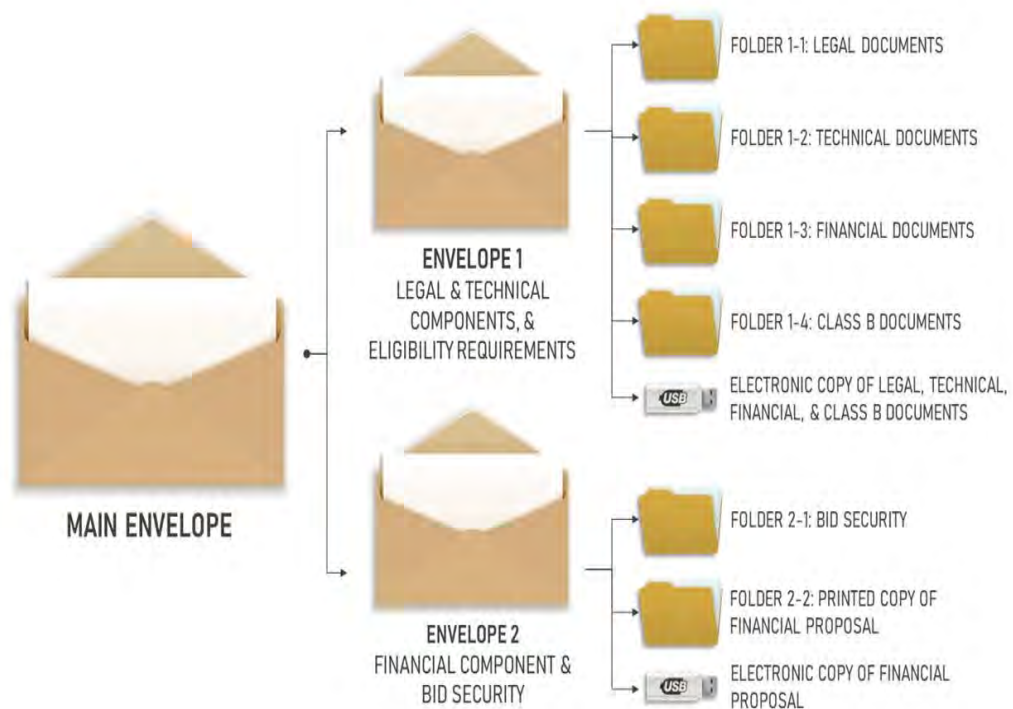 MAIN ENVELOPE
ENVELOPE 1
LEGAL & TECHNICAL
COMPONENTS, &
ELIGIBILITY REQUIREMENTS
FOLDER 1-1: LEGAL DOCUMENTS
FOLDER 1-2: TECHNICAL DOCUMENTS
FOLDER 1-3: FINANCIAL DOCUMENTS
FOLDER 1-4: CLASS B DOCUMENTS
USB
ELECTRONIC COPY OF LEGAL, TECHNICAL,
FINANCIAL, & CLASS B DOCUMENTS
ENVELOPE 2
FINANCIAL COMPONENT &
BID SECURITY
FOLDER 2-1: BID SECURITY
FOLDER 2-2: PRINTED COPY OF
FINANCIAL PROPOSAL
USB
ELECTRONIC COPY OF FINANCIAL
PROPOSAL